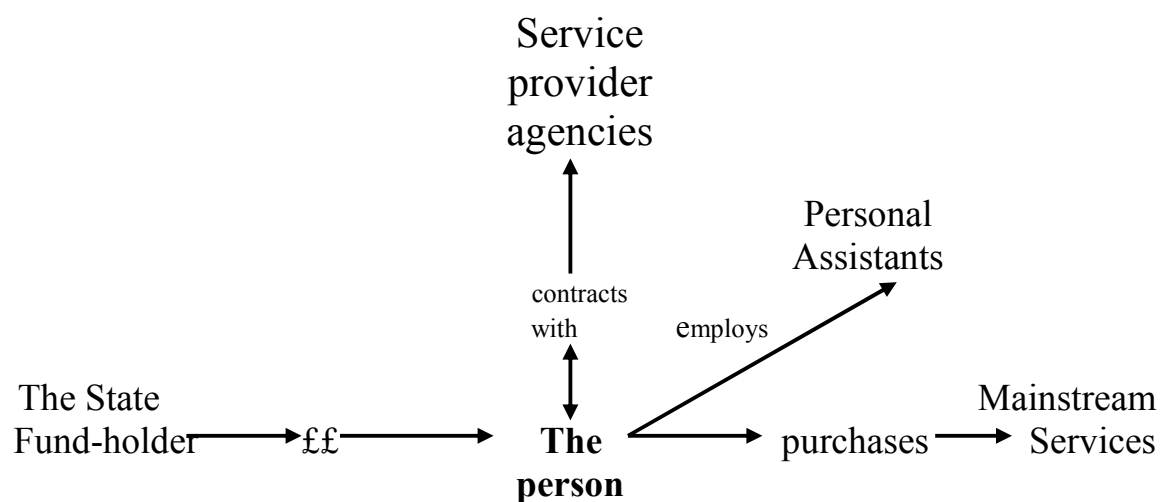 Service
provider
agencies
Personal
Assistants
contracts
with
employs
The State
Fund-holder
££
The
person
purchases
Mainstream
Services